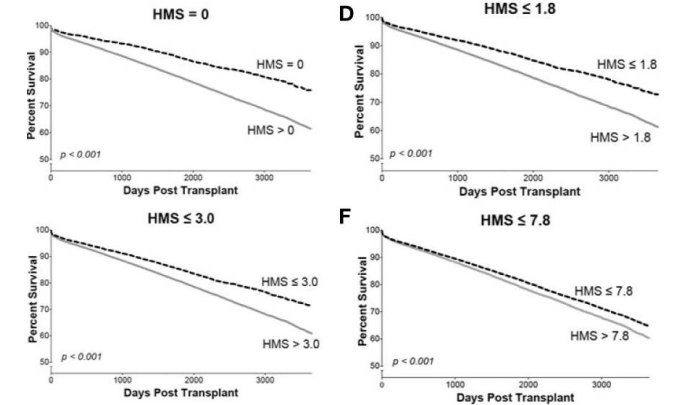 HMS = 0
Percent Survival
100
90
80
70
60
50
HMS = 0
HMS > 0
p < 0.001
0
1000
2000
3000
Days Post Transplant
D
HMS ≤ 1.8
Percent Survival
100
90
80
70
60
50
HMS ≤ 1.8
HMS > 1.8
p < 0.001
0
1000
2000
3000
Days Post Transplant
HMS ≤ 3.0
Percent Survival
100
90
80
70
60
50
HMS ≤ 3.0
HMS > 3.0
p < 0.001
0
1000
2000
3000
Days Post Transplant
F
HMS ≤ 7.8
Percent Survival
100
90
80
70
60
50
HMS ≤ 7.8
HMS > 7.8
p < 0.001
0
1000
2000
3000
Days Post Transplant